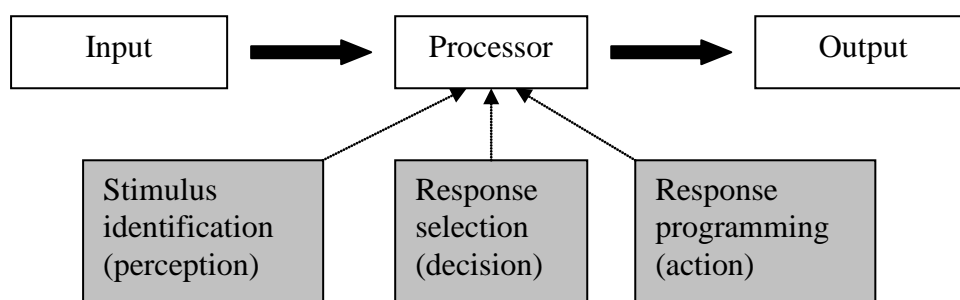 Input
Processor
Output
Stimulus
identification
(perception)
Response
selection
(decision)
Response
programming
(action)